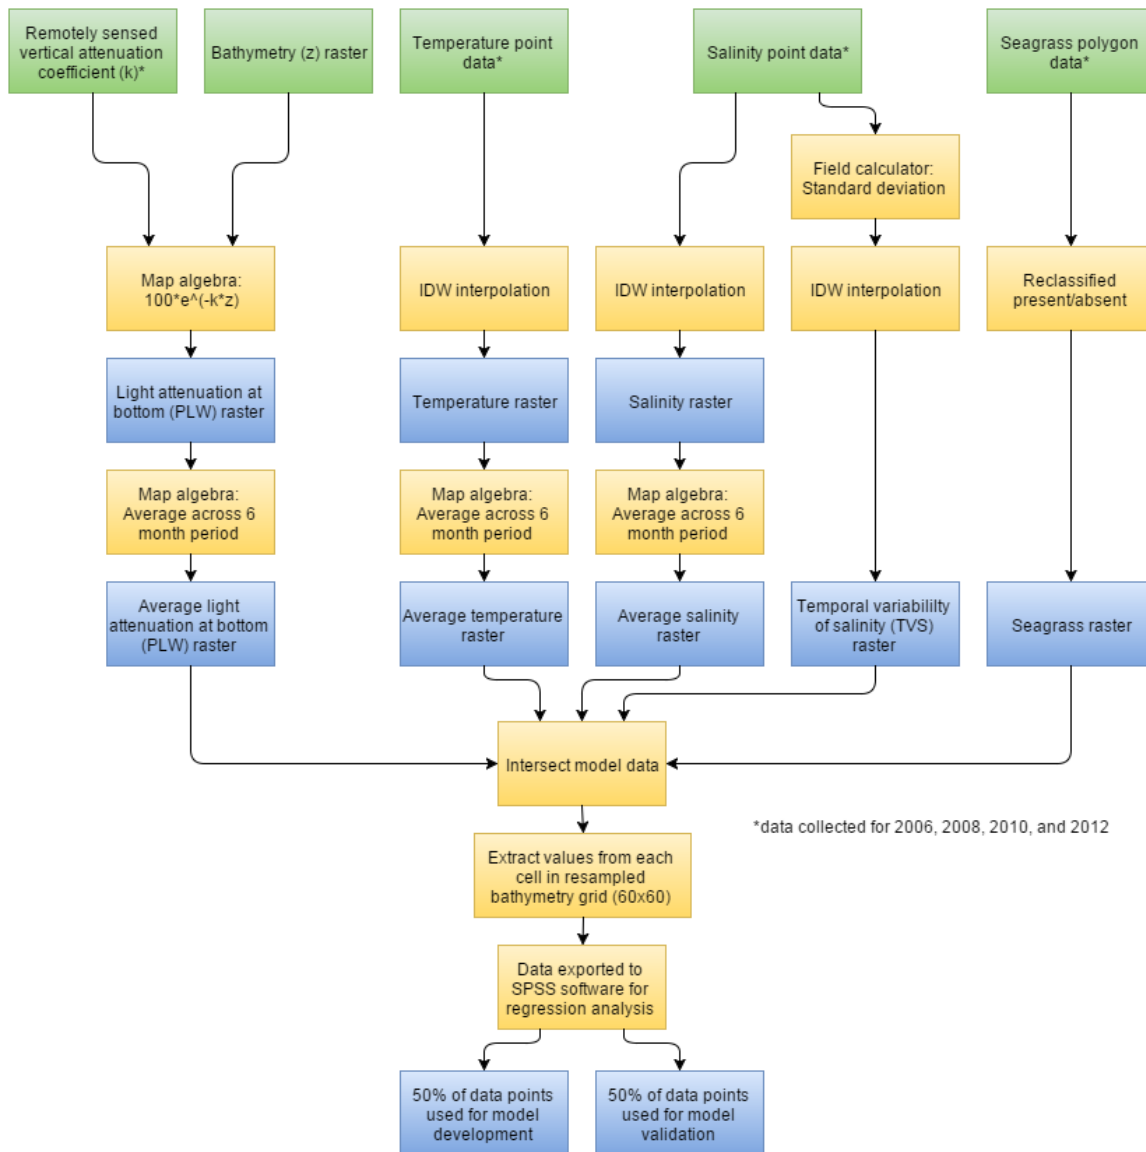 Remotely sensed
vertical attenuation
coefficient (k)*
Bathymetry (z) raster
Temperature point
data*
Salinity point data*
Seagrass polygon
data*
Field calculator:
Standard deviation
Map algebra:
100*e^(-k*z)
IDW interpolation
IDW interpolation
IDW interpolation
Reclassified
present/absent
Light attenuation at
bottom (PLW) raster
Temperature raster
Salinity raster
Map algebra:
Average across 6
month period
Map algebra:
Average across 6
month period
Map algebra:
Average across 6
month period
Average light
attenuation at bottom
(PLW) raster
Average temperature
raster
Average salinity
raster
Temporal variabililty
of salinity (TVS)
raster
Seagrass raster
Intersect model data
*data collected for 2006, 2008, 2010, and 2012
Extract values from each
cell in resampled
bathymetry grid (60x60)
Data exported to
SPSS software for
regression analysis
50% of data points
used for model
development
50% of data points
used for model
validation